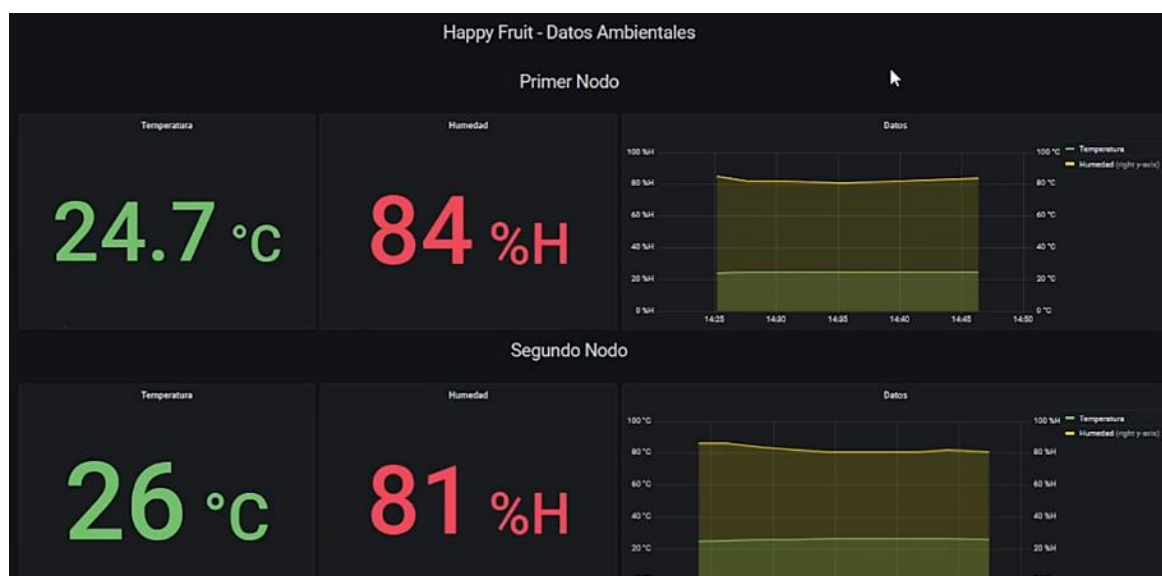 Happy Fruit - Datos Ambientales
Primer Nodo
Temperatura
Humedad
Datos
24.7 °C
84 %H
100 %H
80 %H
60 %H
40 %H
20 %H
0 %H
100 °C
80 °C
60 °C
40 °C
20 °C
0 °C
14:25 14:30 14:35 14:40 14:45 14:50
Temperatura
Humedad (right y-axis)
Segundo Nodo
Temperatura
Humedad
Datos
26 °C
81 %H
100 °C
80 °C
60 °C
40 °C
20 °C
100 %H
80 %H
60 %H
40 %H
20 %H
Temperatura
Humedad (right y-axis)